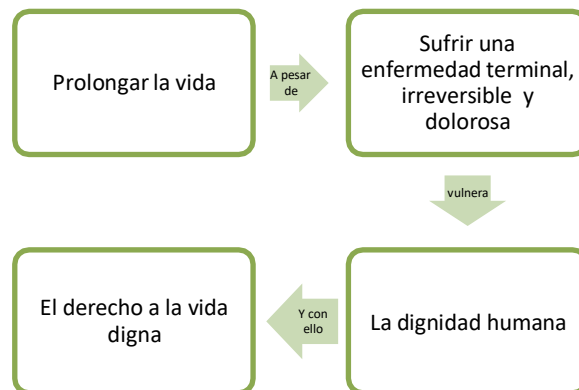 Prolongar la vida
A pesar
de
Sufrir una
enfermedad terminal,
irreversible y
dolorosa
vulnera
La dignidad humana
Y con
ello
El derecho a la vida
digna